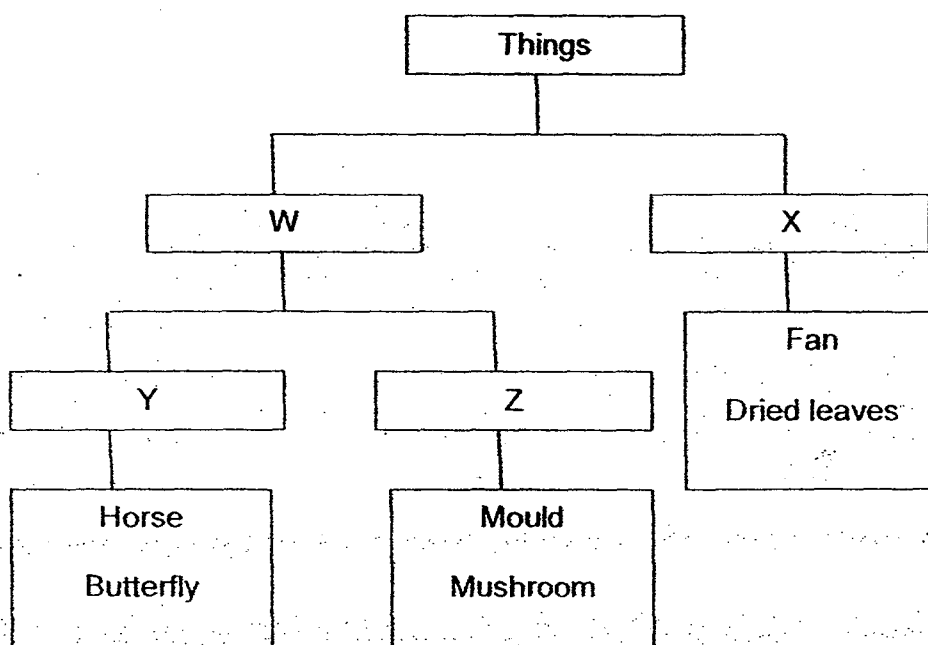 Things
W
X
Y
Z
Fan
Dried leaves
Horse
Butterfly
Mould
Mushroom